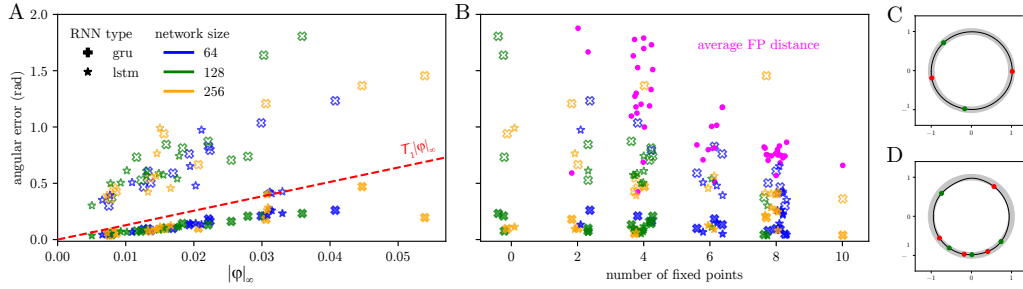 A
RNN type
network size
gru
lstm
64
128
256
angular error (rad)
2.0
1.5
1.0
0.5
0.0
T₁|φ|∞
0.00
0.01
0.02
0.03
0.04
0.05
|φ|∞
B
average FP distance
0
2
4
6
8
10
number of fixed points
C
1
0
−1
−1
0
1
D
1
0
1
−1
0
1